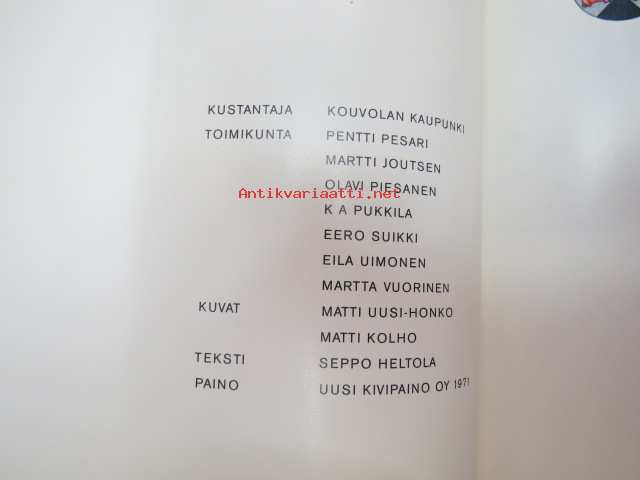 KUSTANTAJA KOUVOLAN KAUPUNKI
TOIMIKUNTA PENTTI PESARI
MARTTI JOUTSEN
OLAVI PIESANEN
Antikvariaatti.net
K A PUKKILA
EERO SUIKKI
EILA UIMONEN
MARTTA VUORINEN
KUVAT MATTI UUSI-HONKO
MATTI KOLHO
TEKSTI SEPPO HELTOLA
PAINO UUSI KIVIPAINO OY 1971